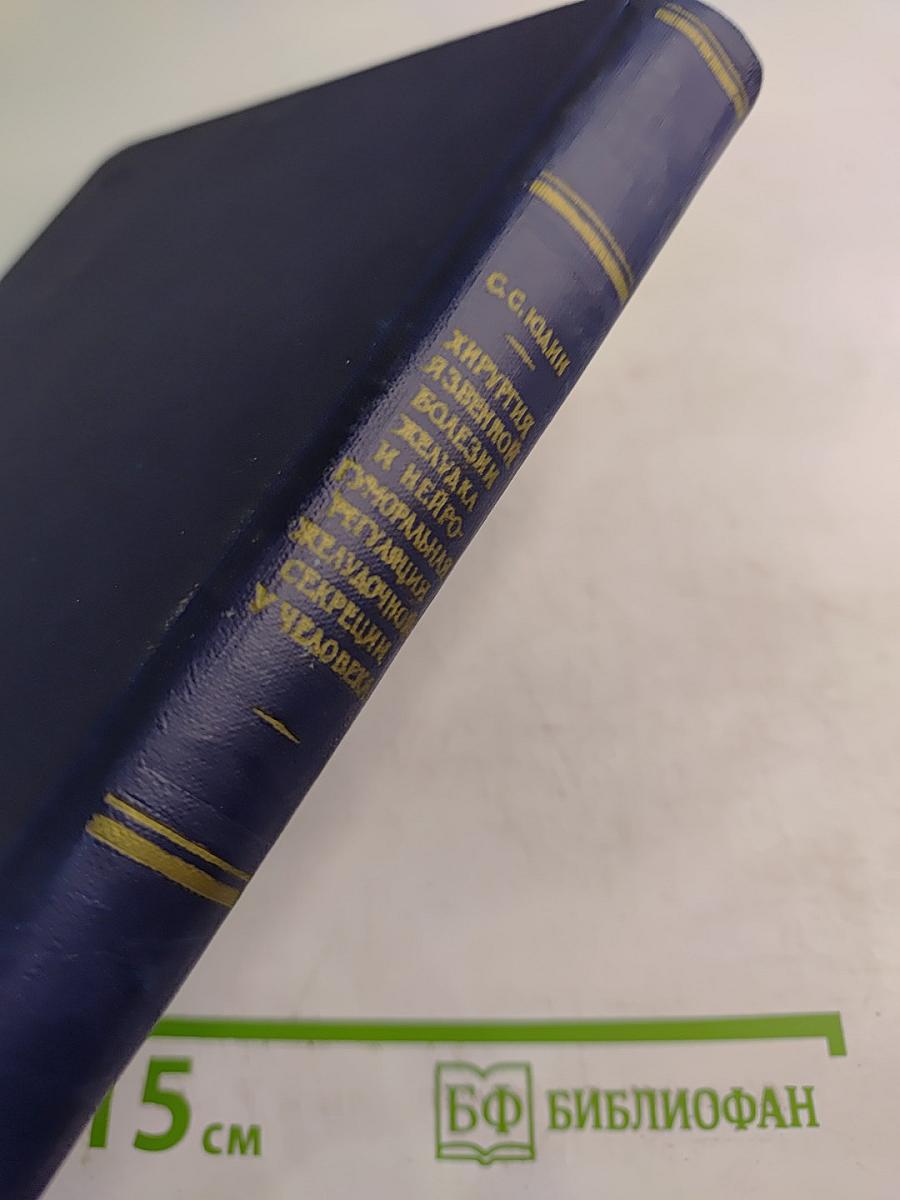 С. С. ЮДИН
ХИРУРГИЯ
ЯЗВЕННОЙ
БОЛЕЗНИ
ЖЕЛУДКА
И НЕЙРО-
ГУМОРАЛЬНАЯ
РЕГУЛЯЦИЯ
ЖЕЛУДОЧНОЙ
СЕКРЕЦИИ
У ЧЕЛОВЕКА
15 см
БФ БИБЛИОФАН